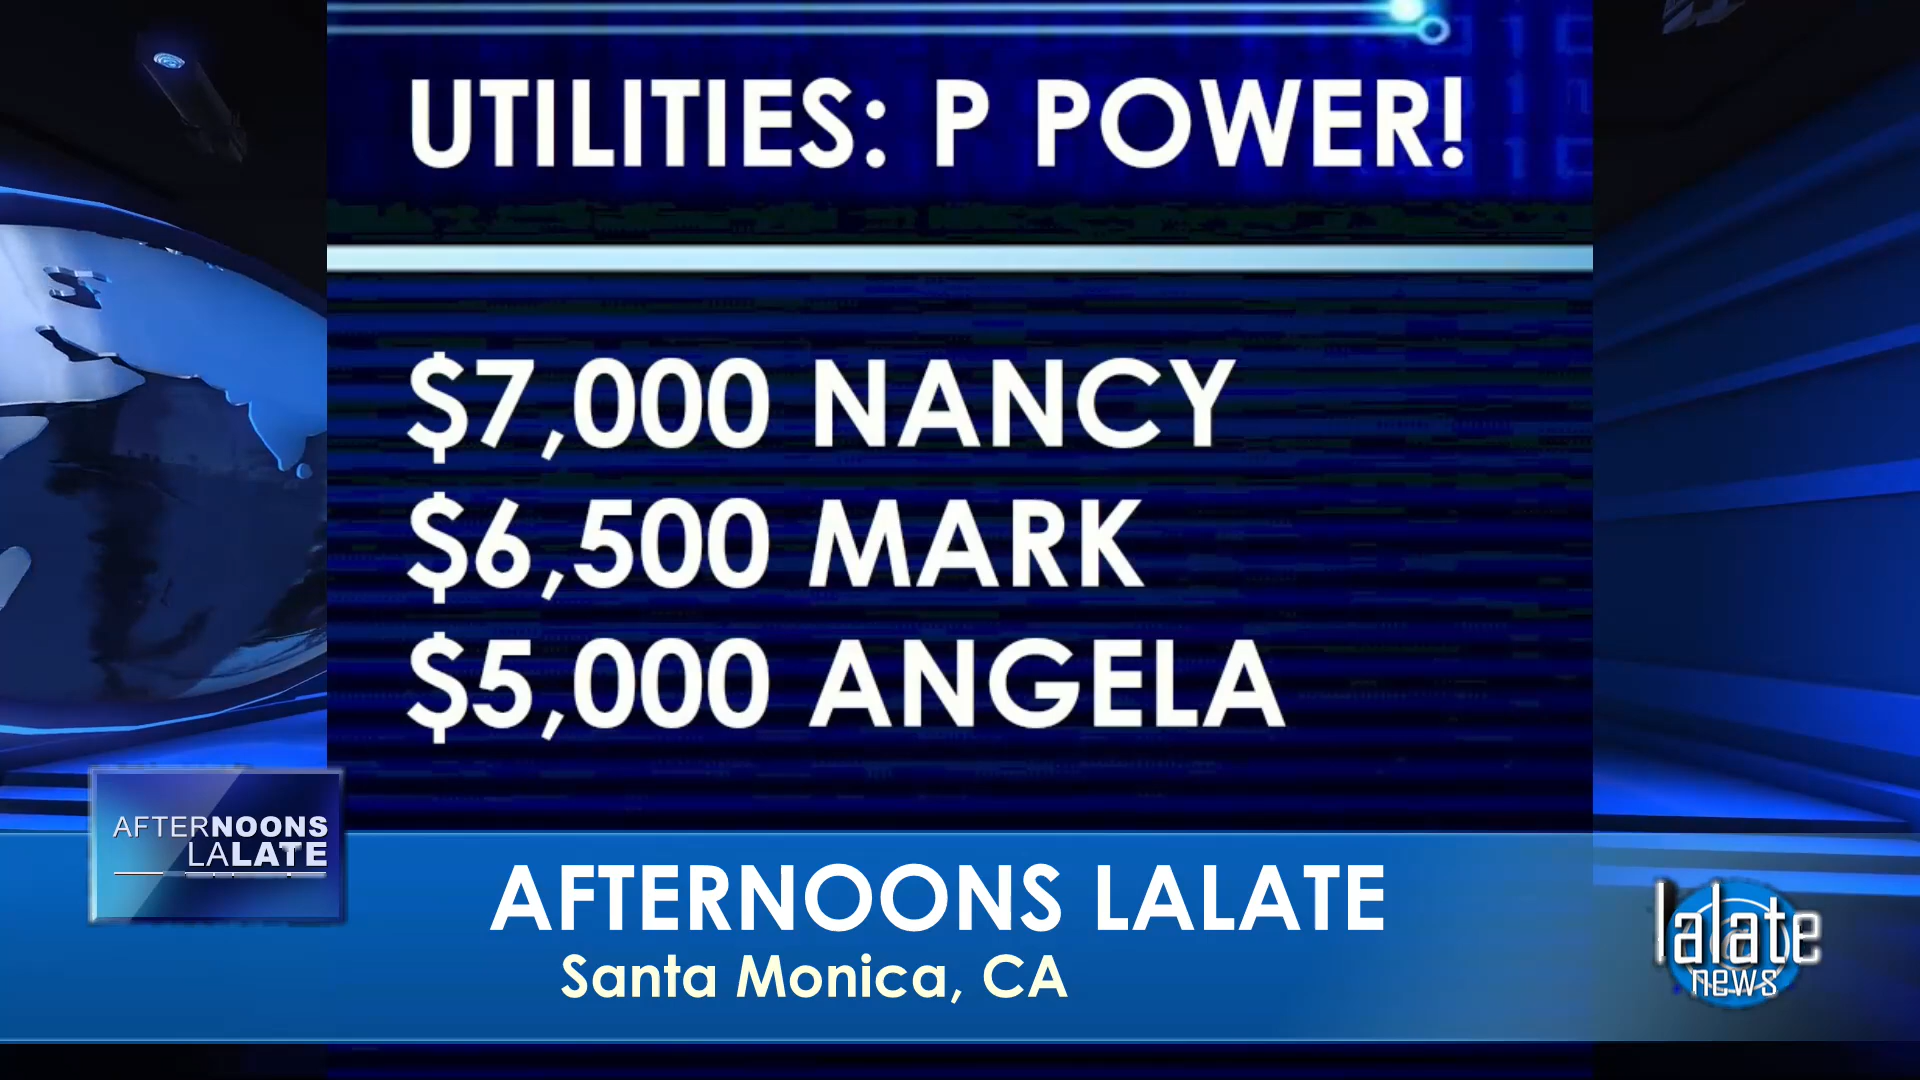 UTILITIES: P POWER!
$7,000 NANCY
$6,500 MARK
$5,000 ANGELA
AFTERNOONS
LALATE
AFTERNOONS LALATE
Santa Monica, CA
lalate
news